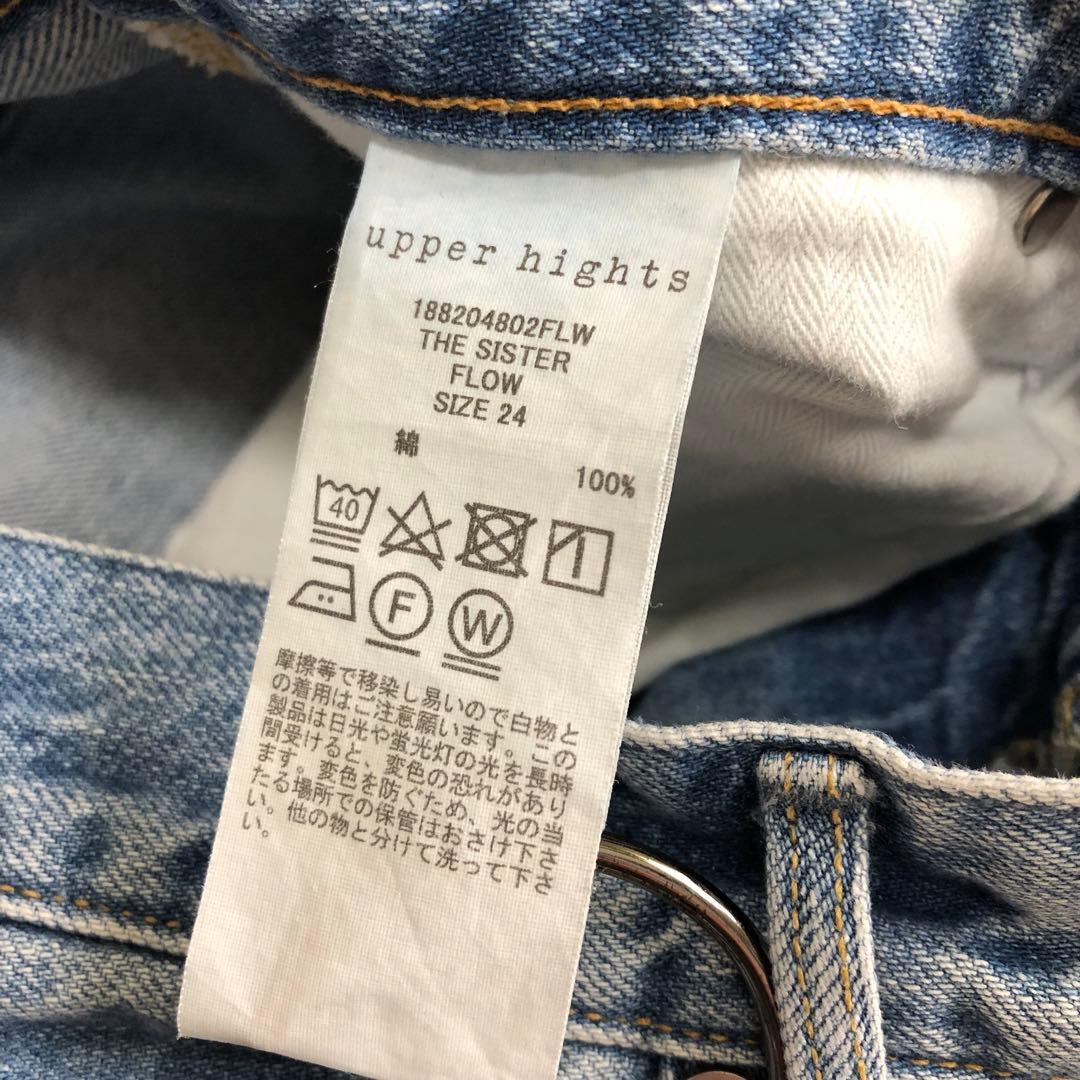 upper hights
188204802FLW
THE SISTER
FLOW
SIZE 24
綿 100%
40
F W
摩擦等で移染し易いので白物と
の着用はご注意願います。この
製品は日光や蛍光灯の光を長時
間受けると、変色の恐れがあり
ます。変色を防ぐため、光の当
たる場所での保管はおさけ下さ
い。他の物と分けて洗って下さ
い。